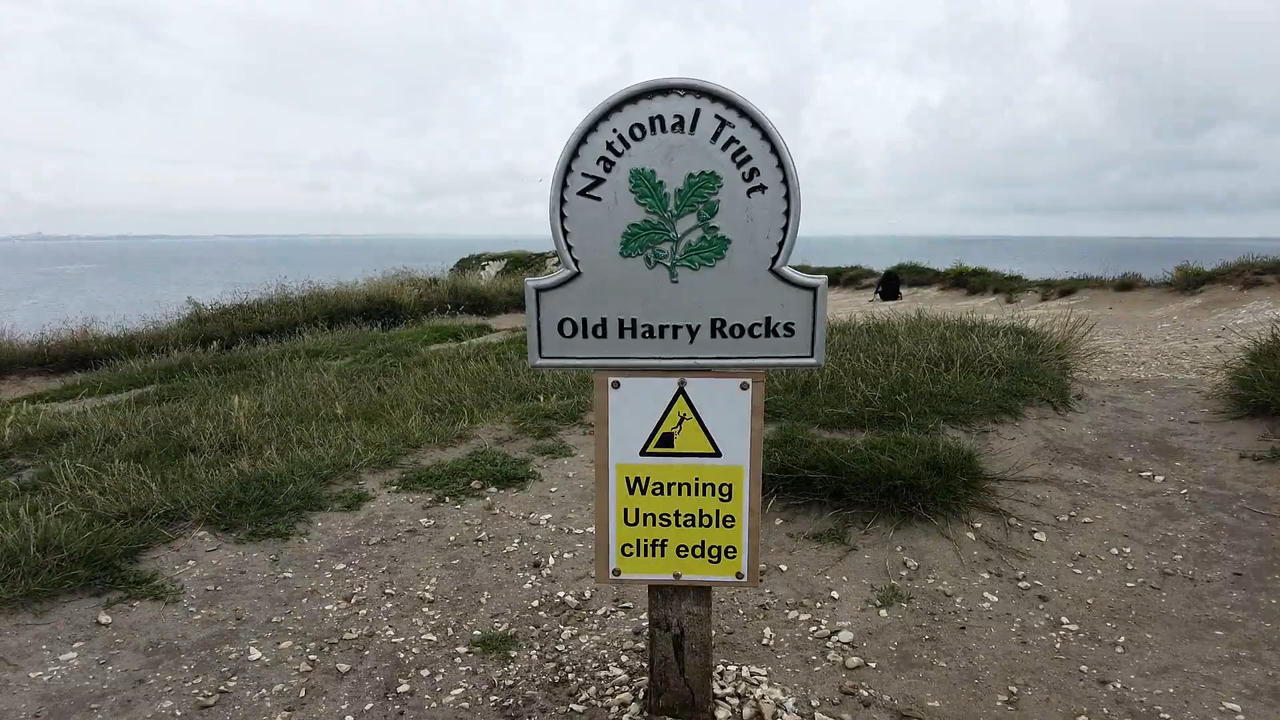 National Trust
Old Harry Rocks
Warning
Unstable
cliff edge